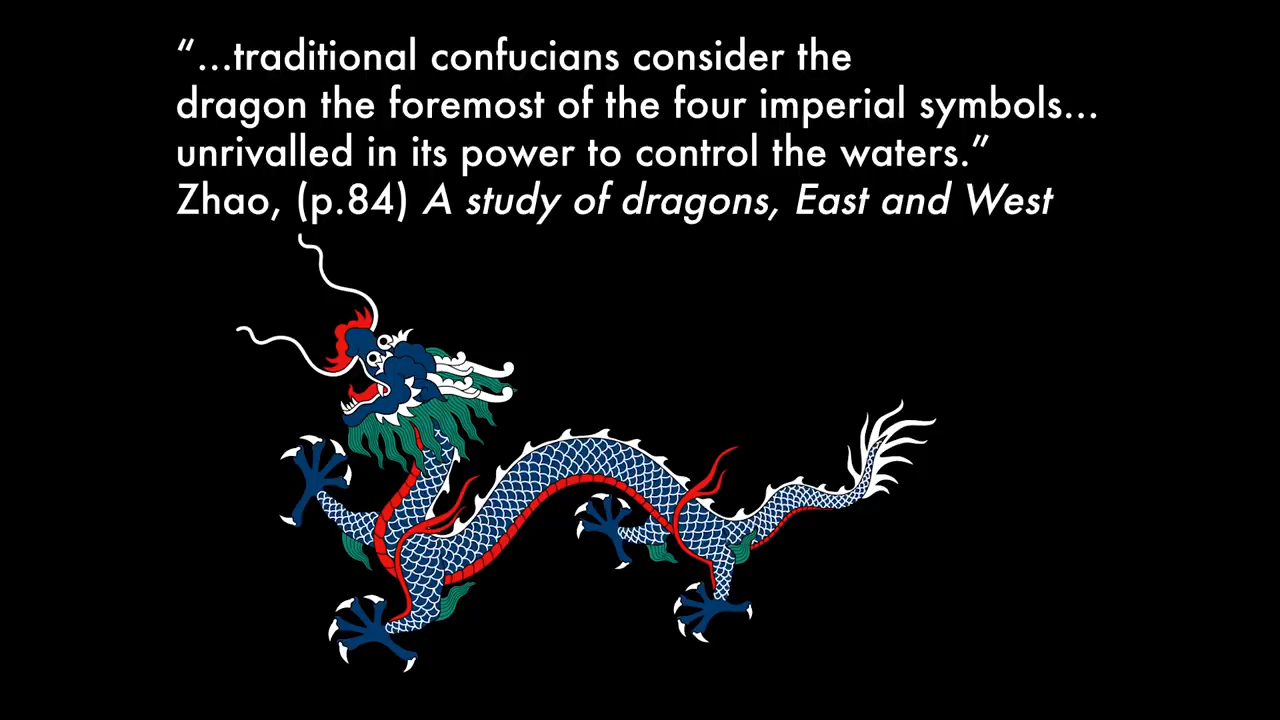 “...traditional confucians consider the
dragon the foremost of the four imperial symbols...
unrivalled in its power to control the waters.”
Zhao, (p.84) A study of dragons, East and West